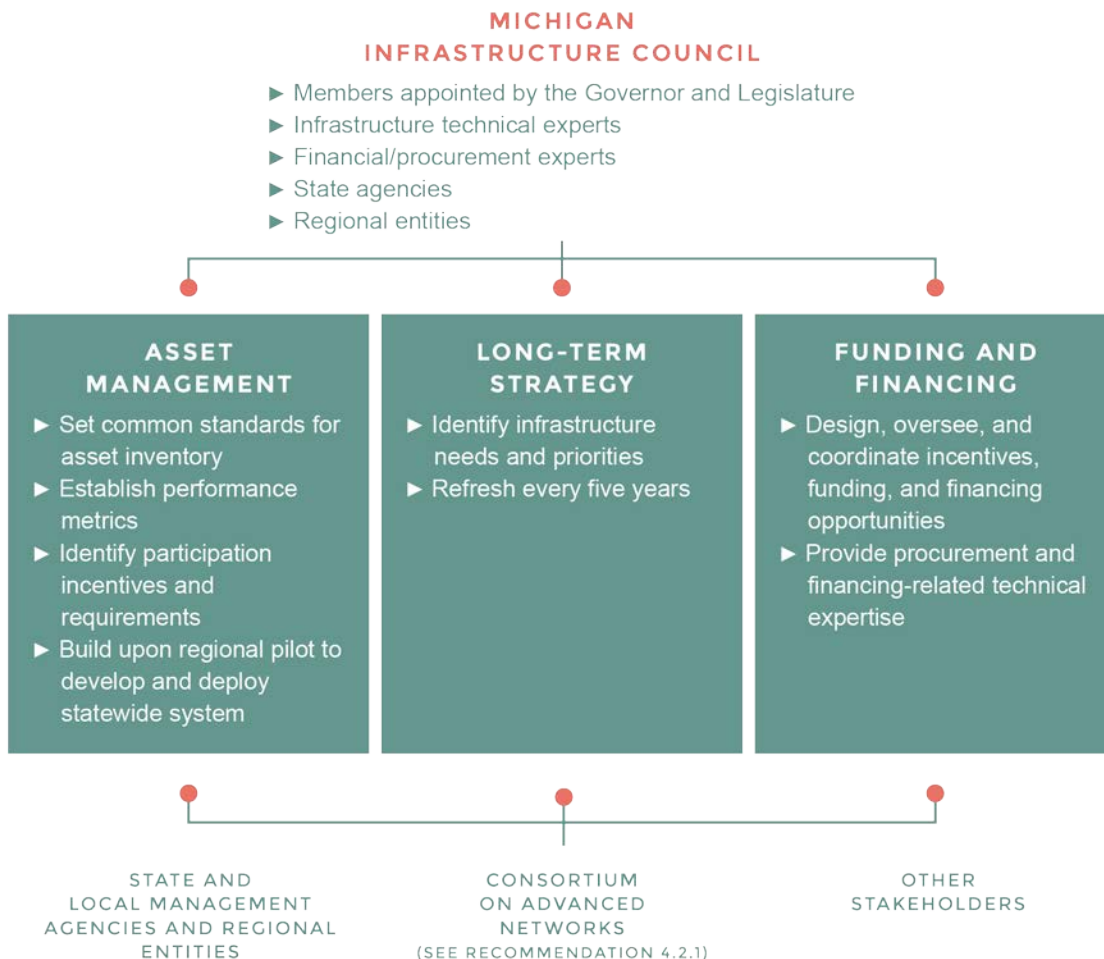 MICHIGAN
INFRASTRUCTURE COUNCIL
► Members appointed by the Governor and Legislature
► Infrastructure technical experts
► Financial/procurement experts
► State agencies
► Regional entities
ASSET
MANAGEMENT
► Set common standards for
asset inventory
► Establish performance
metrics
► Identify participation
incentives and
requirements
► Build upon regional pilot to
develop and deploy
statewide system
LONG-TERM
STRATEGY
► Identify infrastructure
needs and priorities
► Refresh every five years
FUNDING AND
FINANCING
► Design, oversee, and
coordinate incentives,
funding, and financing
opportunities
► Provide procurement and
financing-related technical
expertise
STATE AND
LOCAL MANAGEMENT
AGENCIES AND REGIONAL
ENTITIES
CONSORTIUM
ON ADVANCED
NETWORKS
(SEE RECOMMENDATION 4.2.1)
OTHER
STAKEHOLDERS